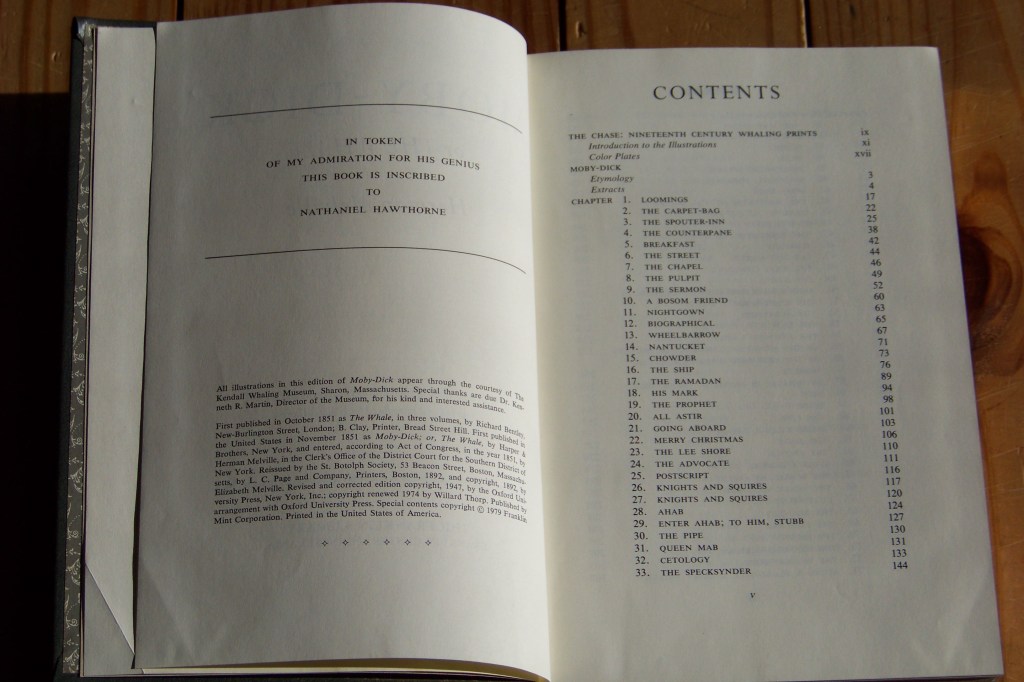 IN TOKEN
OF MY ADMIRATION FOR HIS GENIUS
THIS BOOK IS INSCRIBED
TO
NATHANIEL HAWTHORNE
All illustrations in this edition of Moby-Dick appear through the courtesy of The
Kendall Whaling Museum, Sharon, Massachusetts. Special thanks are due Dr. Ken-
neth R. Martin, Director of the Museum, for his kind and interested assistance.
First published in October 1851 as The Whale, in three volumes, by Richard Bentley,
New-Burlington Street, London; B. Clay, Printer, Bread Street Hill. First published in
the United States in November 1851 as Moby-Dick; or, The Whale, by Harper &
Brothers, New York, and entered, according to Act of Congress, in the year 1851, by
Herman Melville, in the Clerk's Office of the District Court for the Southern District of
New York. Reissued by the St. Botolph Society, 53 Beacon Street, Boston, Massachu-
setts, by L. C. Page and Company, Printers, Boston, 1892, and copyright, 1892, by
Elizabeth Melville. Revised and corrected edition copyright, 1947, by the Oxford Uni-
versity Press, New York, Inc.; copyright renewed 1974 by Willard Thorp. Published by
arrangement with Oxford University Press. Special contents copyright © 1979 Franklin
Mint Corporation. Printed in the United States of America.
CONTENTS
THE CHASE: NINETEENTH CENTURY WHALING PRINTS ix
Introduction to the Illustrations xi
Color Plates xvii
MOBY-DICK
Etymology 3
Extracts 4
CHAPTER 1. LOOMINGS 17
2. THE CARPET-BAG 22
3. THE SPOUTER-INN 25
4. THE COUNTERPANE 38
5. BREAKFAST 42
6. THE STREET 44
7. THE CHAPEL 46
8. THE PULPIT 49
9. THE SERMON 52
10. A BOSOM FRIEND 60
11. NIGHTGOWN 63
12. BIOGRAPHICAL 65
13. WHEELBARROW 67
14. NANTUCKET 71
15. CHOWDER 73
16. THE SHIP 76
17. THE RAMADAN 89
18. HIS MARK 94
19. THE PROPHET 98
20. ALL ASTIR 101
21. GOING ABOARD 103
22. MERRY CHRISTMAS 106
23. THE LEE SHORE 110
24. THE ADVOCATE 111
25. POSTSCRIPT 116
26. KNIGHTS AND SQUIRES 117
27. KNIGHTS AND SQUIRES 120
28. AHAB 124
29. ENTER AHAB; TO HIM, STUBB 127
30. THE PIPE 130
31. QUEEN MAB 131
32. CETOLOGY 133
33. THE SPECKSYNDER 144
v